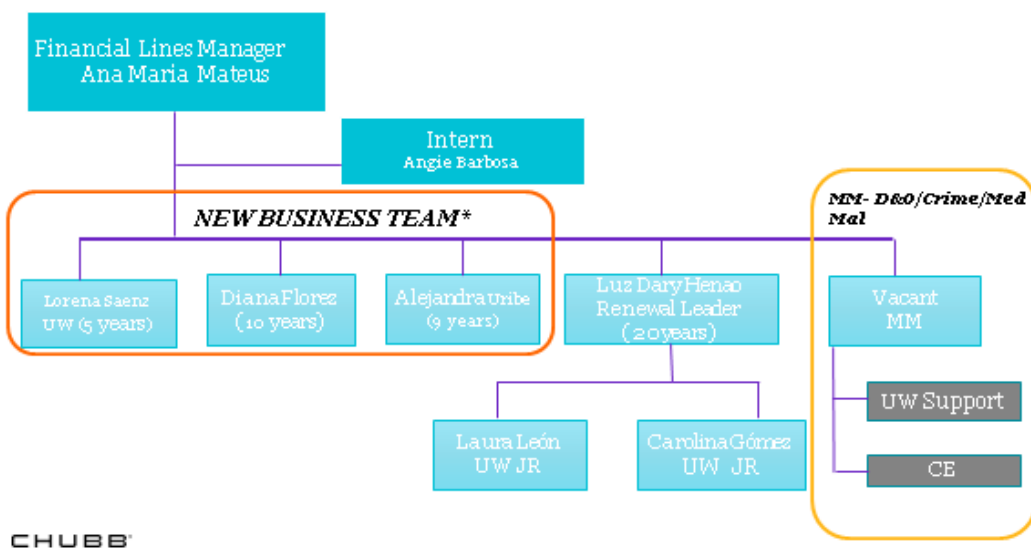 Financial Lines Manager
Ana Maria Mateus
Intern
Angie Barbosa
MM- D&O/Crime/Med
Mal
NEW BUSINESS TEAM*
Lorena Saenz
UW (5 years)
Diana Florez
(10 years)
Alejandra Uribe
(9 years)
Luz Dary Henao
Renewal Leader
(20 years)
Vacant
MM
UW Support
Laura León
UW JR
Carolina Gómez
UW JR
CE
CHUBB®